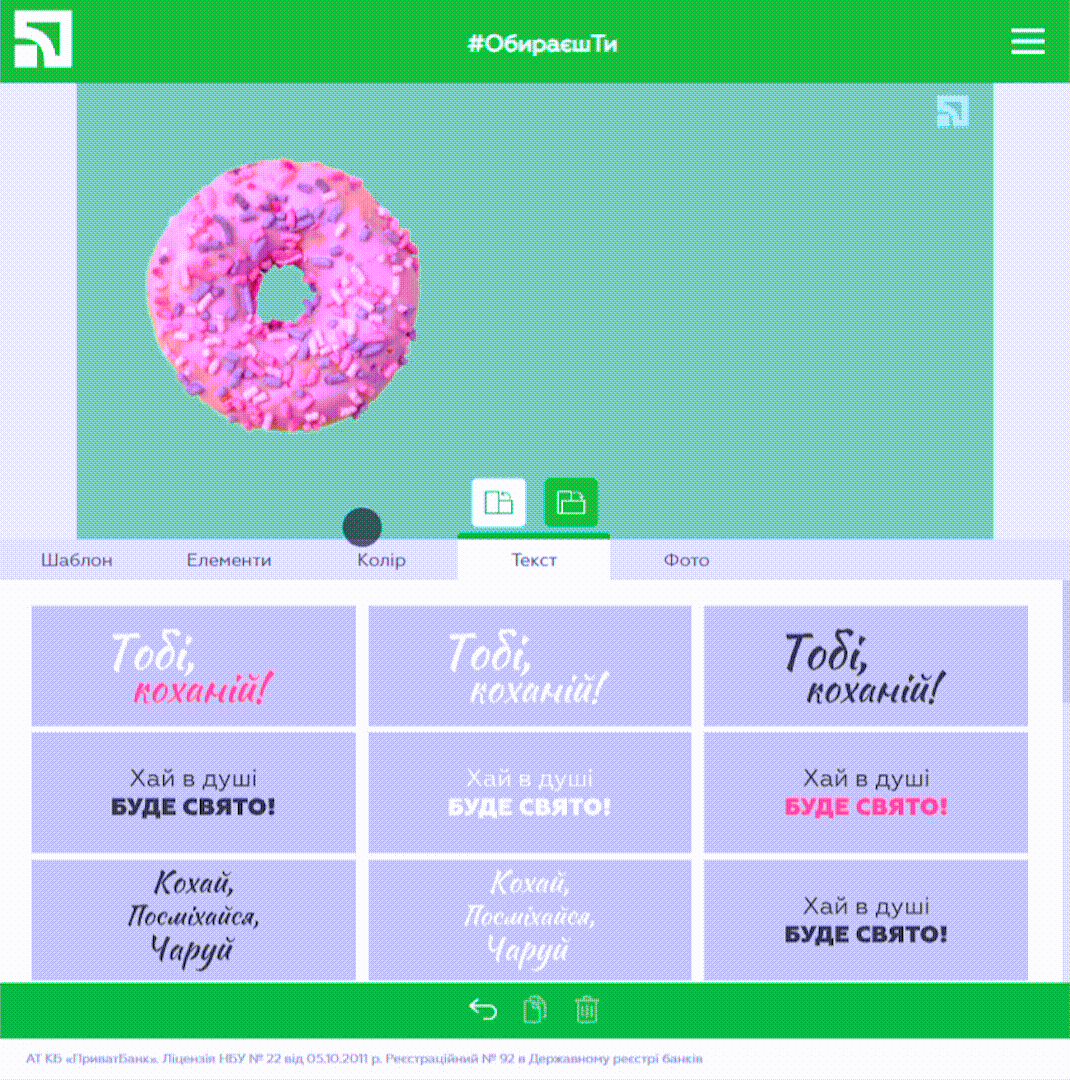 #ОбираєшТи
Шаблон
Елементи
Колір
Текст
Фото
Тобі,
коханій!
Тобі,
коханій!
Тобі,
коханій!
Хай в душі
БУДЕ СВЯТО!
Хай в душі
БУДЕ СВЯТО!
Хай в душі
БУДЕ СВЯТО!
Кохай,
Посміхайся,
Чаруй
Кохай,
Посміхайся,
Чаруй
Хай в душі
БУДЕ СВЯТО!
АТ КБ «ПриватБанк». Ліцензія НБУ № 22 від 05.10.2011 р. Реєстраційний № 92 в Державному реєстрі банків